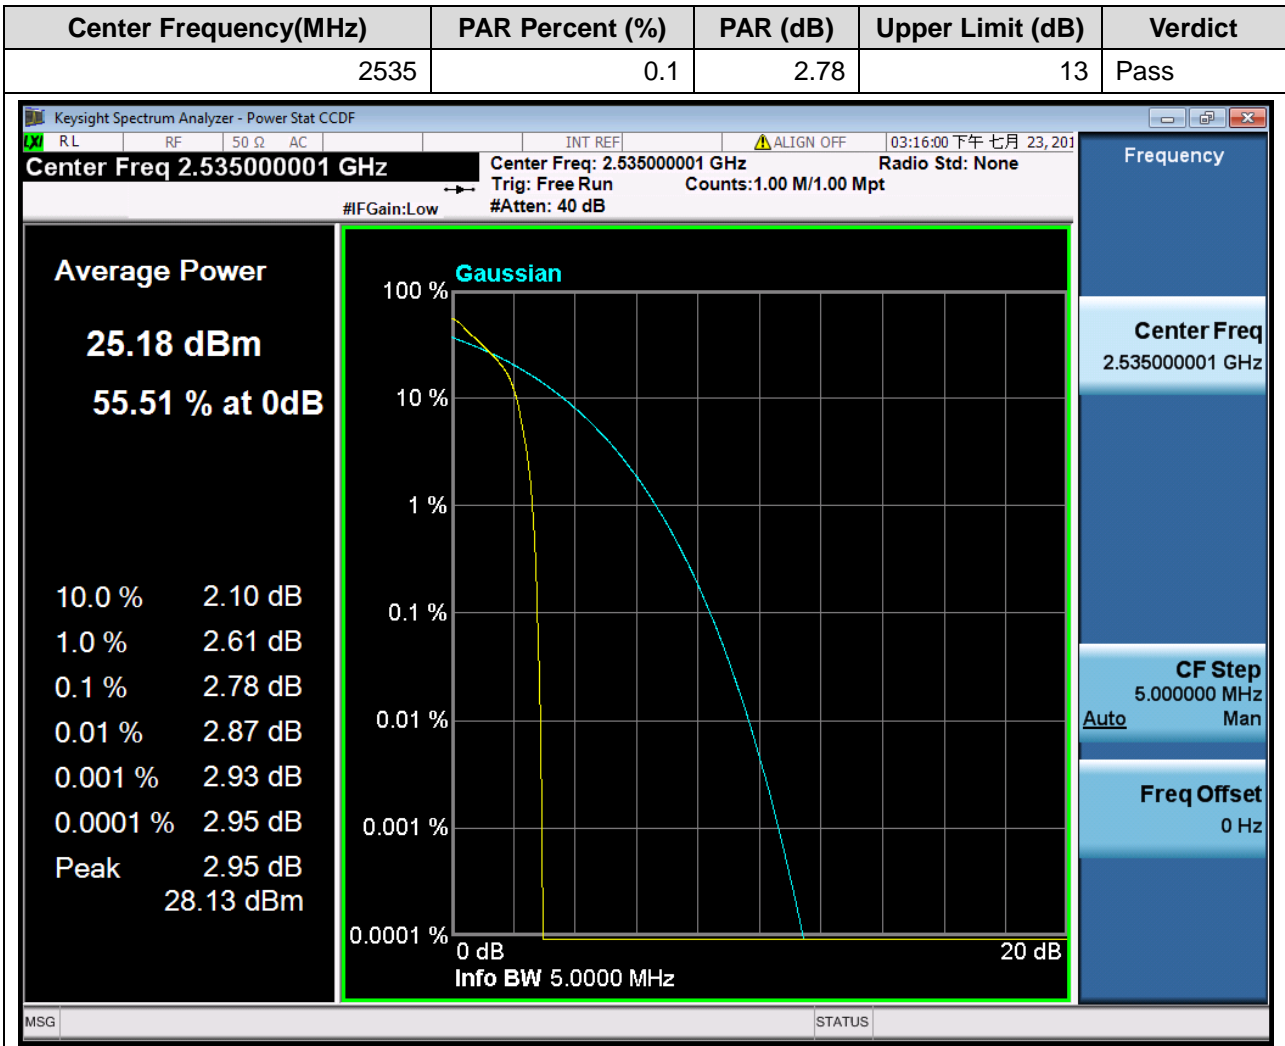 Center Frequency(MHz) PAR Percent (%) PAR (dB) Upper Limit (dB) Verdict
2535 0.1 2.78 13 Pass
Keysight Spectrum Analyzer - Power Stat CCDF
LXI RL RF 50 Ω AC INT REF ALIGN OFF 03:16:00 下午 七月 23, 201
Center Freq 2.535000001 GHz
Center Freq: 2.535000001 GHz Radio Std: None
Trig: Free Run Counts:1.00 M/1.00 Mpt
#IFGain:Low #Atten: 40 dB
Average Power
25.18 dBm
55.51 % at 0dB
10.0 % 2.10 dB
1.0 % 2.61 dB
0.1 % 2.78 dB
0.01 % 2.87 dB
0.001 % 2.93 dB
0.0001 % 2.95 dB
Peak 2.95 dB
28.13 dBm
Gaussian
100 %
10 %
1 %
0.1 %
0.01 %
0.001 %
0.0001 %
0 dB 20 dB
Info BW 5.0000 MHz
Frequency
Center Freq
2.535000001 GHz
CF Step
5.000000 MHz
Auto Man
Freq Offset
0 Hz
MSG STATUS